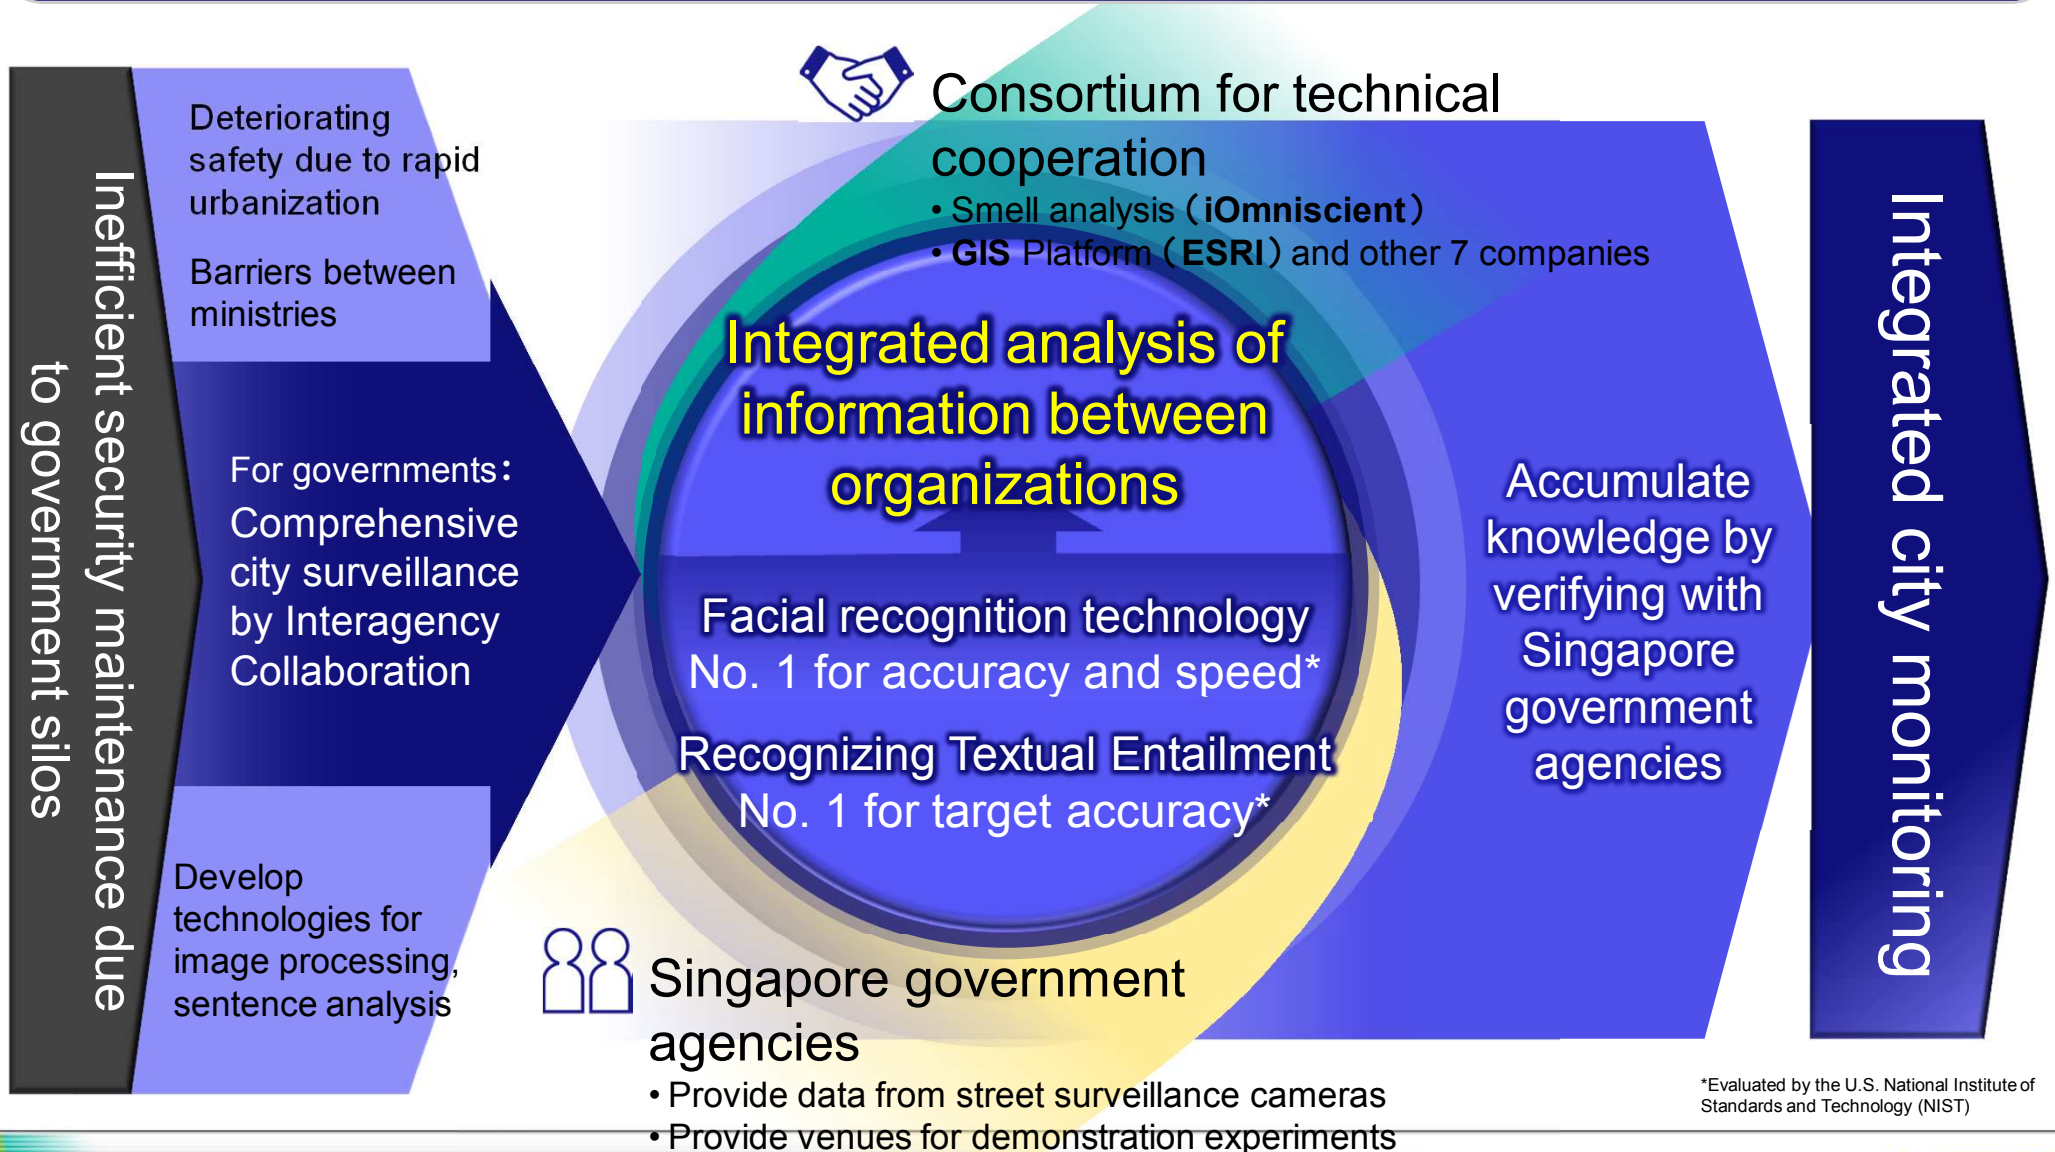 Inefficient security maintenance due
to government silos
Deteriorating
safety due to rapid
urbanization
Barriers between
ministries
For governments：
Comprehensive
city surveillance
by Interagency
Collaboration
Develop
technologies for
image processing,
sentence analysis
Consortium for technical
cooperation
• Smell analysis（iOmniscient）
• GIS Platform（ESRI）and other 7 companies
Integrated analysis of
information between
organizations
Facial recognition technology
No. 1 for accuracy and speed*
Recognizing Textual Entailment
No. 1 for target accuracy*
Singapore government
agencies
• Provide data from street surveillance cameras
• Provide venues for demonstration experiments
Accumulate
knowledge by
verifying with
Singapore
government
agencies
Integrated city monitoring
*Evaluated by the U.S. National Institute of
Standards and Technology (NIST)